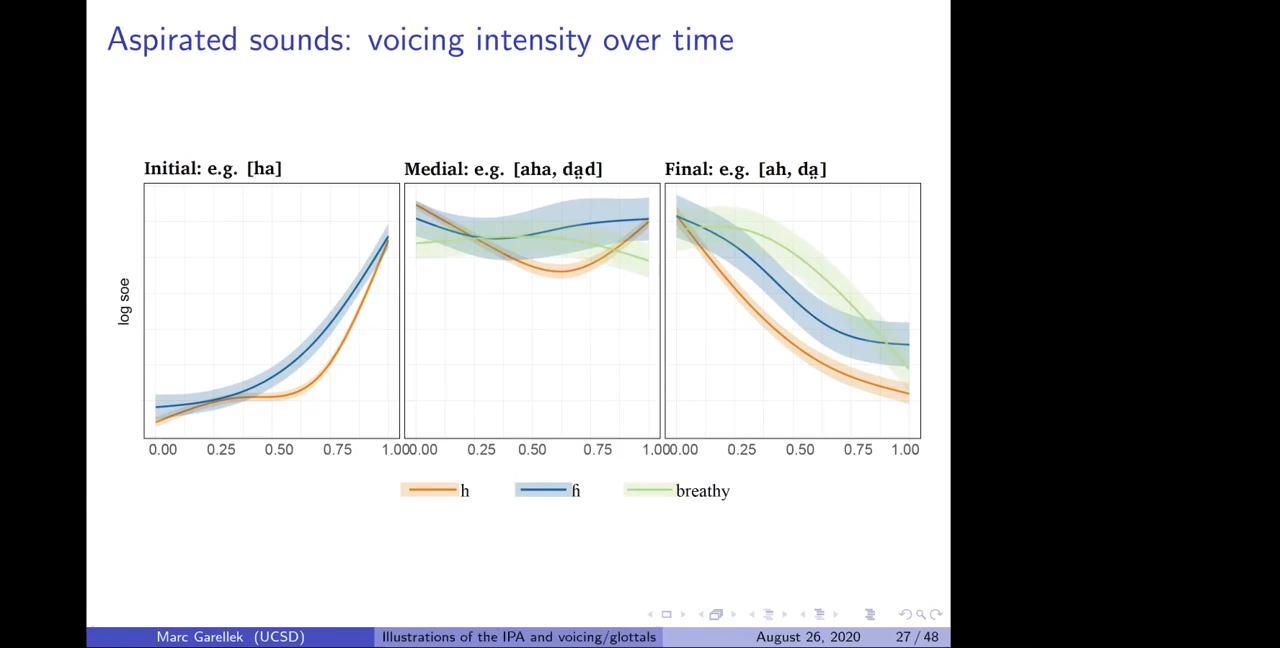 Aspirated sounds: voicing intensity over time
Initial: e.g. [ha] Medial: e.g. [aha, da̤d] Final: e.g. [ah, da̤]
log soe
0.00 0.25 0.50 0.75 1.00 0.00 0.25 0.50 0.75 1.00 0.00 0.25 0.50 0.75 1.00
h ɦ breathy
Marc Garellek (UCSD) Illustrations of the IPA and voicing/glottals August 26, 2020 27 / 48